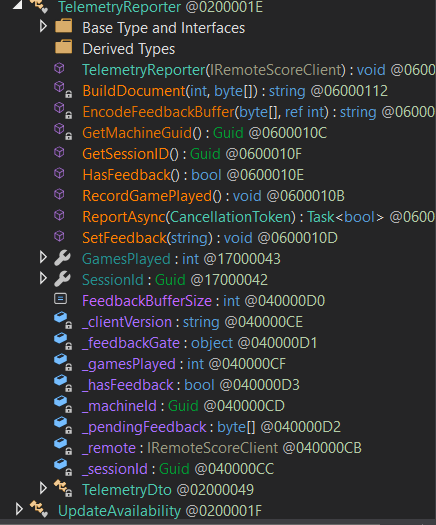 TelemetryReporter @0200001E
Base Type and Interfaces
Derived Types
TelemetryReporter(IRemoteScoreClient) : void @0600
BuildDocument(int, byte[]) : string @06000112
EncodeFeedbackBuffer(byte[], ref int) : string @06000
GetMachineGuid() : Guid @0600010C
GetSessionID() : Guid @0600010F
HasFeedback() : bool @0600010E
RecordGamePlayed() : void @0600010B
ReportAsync(CancellationToken) : Task<bool> @0600
SetFeedback(string) : void @0600010D
GamesPlayed : int @17000043
SessionId : Guid @17000042
FeedbackBufferSize : int @040000D0
_clientVersion : string @040000CE
_feedbackGate : object @040000D1
_gamesPlayed : int @040000CF
_hasFeedback : bool @040000D3
_machineId : Guid @040000CD
_pendingFeedback : byte[] @040000D2
_remote : IRemoteScoreClient @040000CB
_sessionId : Guid @040000CC
TelemetryDto @02000049
UpdateAvailability @0200001F